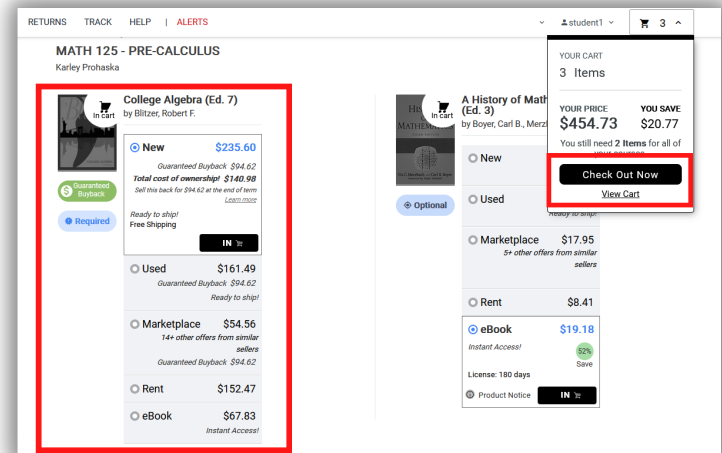 RETURNS TRACK HELP | ALERTS
student1
3
MATH 125 - PRE-CALCULUS
Karley Prohaska
In cart
College Algebra (Ed. 7)
by Blitzer, Robert F.
New $235.60
Guaranteed Buyback $94.62
Total cost of ownership! $140.98
Sell this back for $94.62 at the end of term
Learn more
Ready to ship!
Free Shipping
IN
Guaranteed
Buyback
Required
Used $161.49
Guaranteed Buyback $94.62
Ready to ship!
Marketplace $54.56
14+ other offers from similar
sellers
Guaranteed Buyback $94.62
Rent $152.47
eBook $67.83
Instant Access!
In cart
A History of Math
(Ed. 3)
by Boyer, Carl B., Merz
Optional
New
Used
Ready to ship!
Marketplace $17.95
5+ other offers from similar
sellers
Rent $8.41
eBook $19.18
Instant Access!
52%
Save
License: 180 days
Product Notice
IN
YOUR CART
3 Items
YOUR PRICE YOU SAVE
$454.73 $20.77
You still need 2 Items for all of
your courses
Check Out Now
View Cart